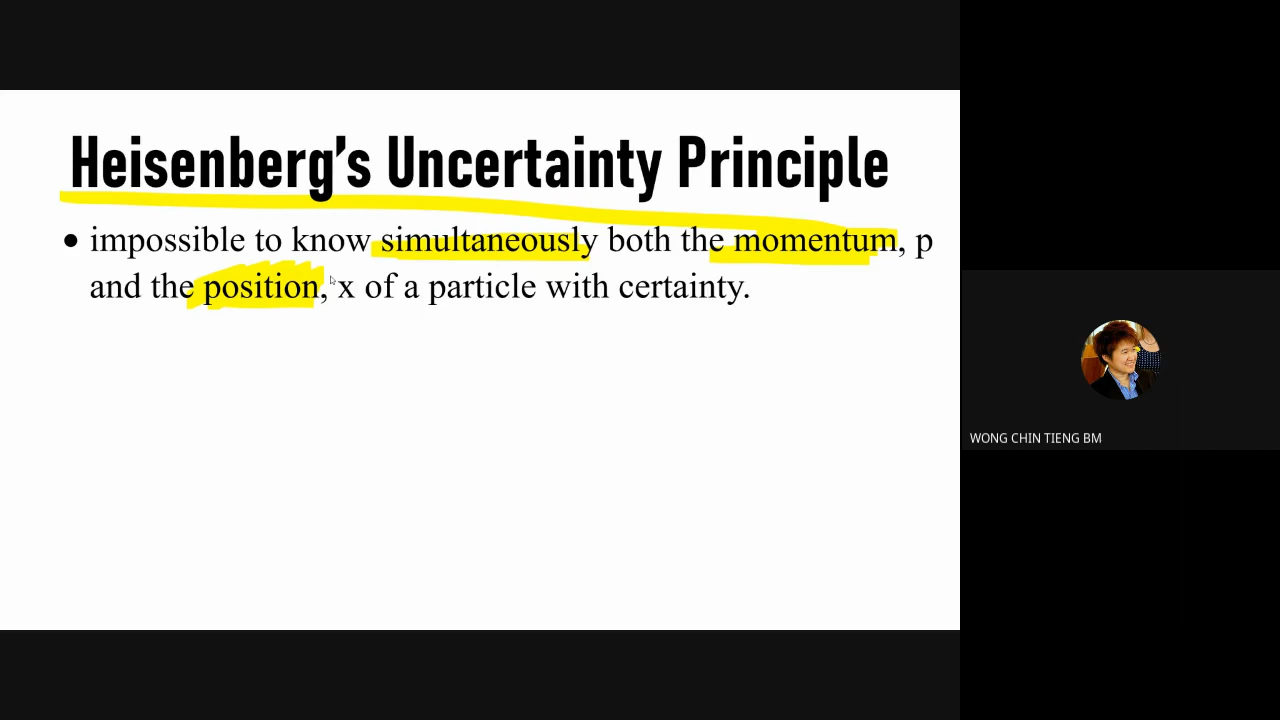 Heisenberg's Uncertainty Principle
• impossible to know simultaneously both the momentum, p
and the position, x of a particle with certainty.
WONG CHIN TIENG BM